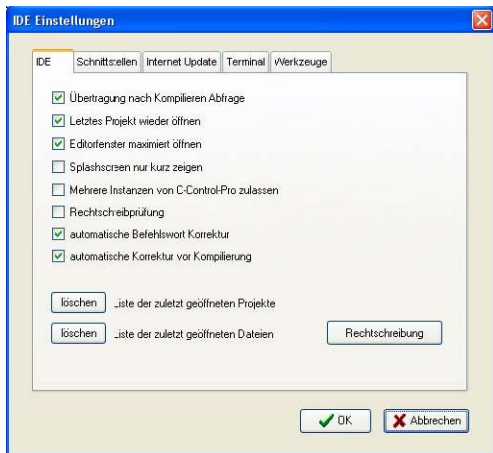 IDE Einstellungen
IDE Schnittstellen Internet Update Terminal Werkzeuge
Übertragung nach Kompilieren Abfrage
Letztes Projekt wieder öffnen
Editorfenster maximiert öffnen
Splashscreen nur kurz zeigen
Mehrere Instanzen von C-Control-Pro zulassen
Rechtschreibprüfung
automatische Befehlswort Korrektur
automatische Korrektur vor Kompilierung
löschen Liste der zuletzt geöffneten Projekte
löschen Liste der zuletzt geöffneten Dateien Rechtschreibung
OK Abbrechen